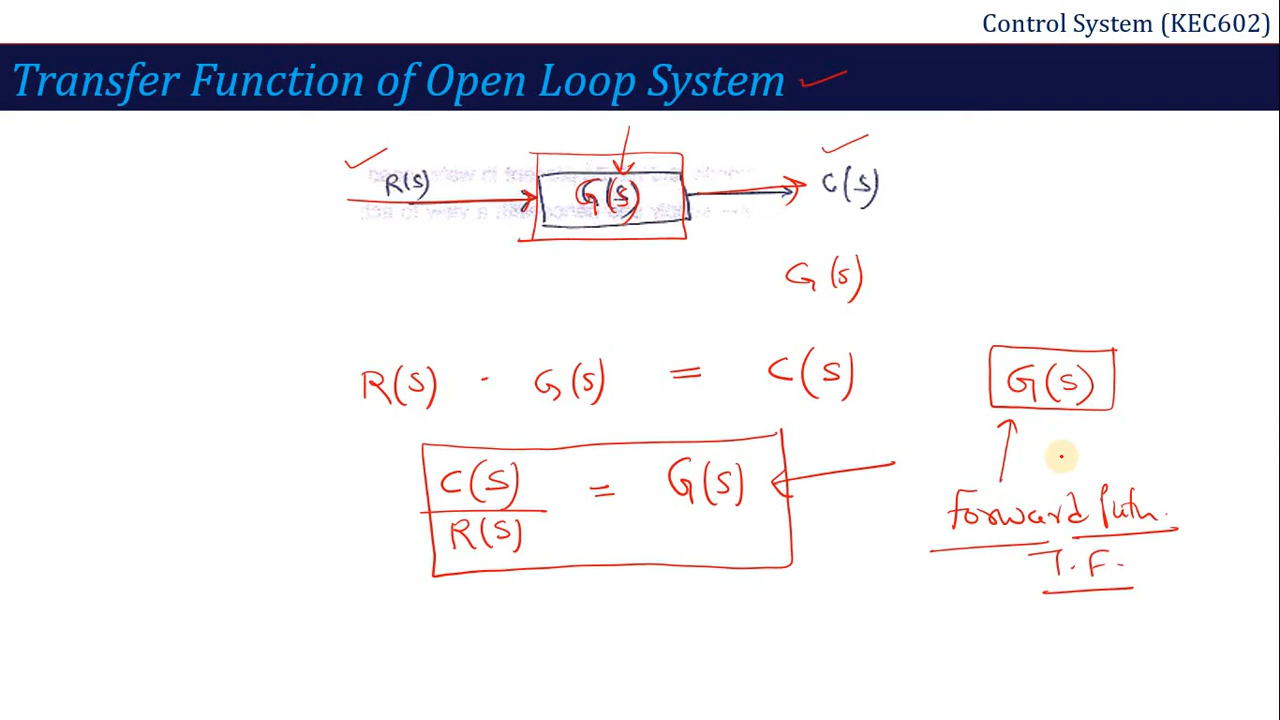 Control System (KEC602)
Transfer Function of Open Loop System
R(s) G(s) C(s)
G(s)
R(s) · G(s) = C(s)
G(s)
C(s) = G(s)
R(s)
Forward Path
T.F.